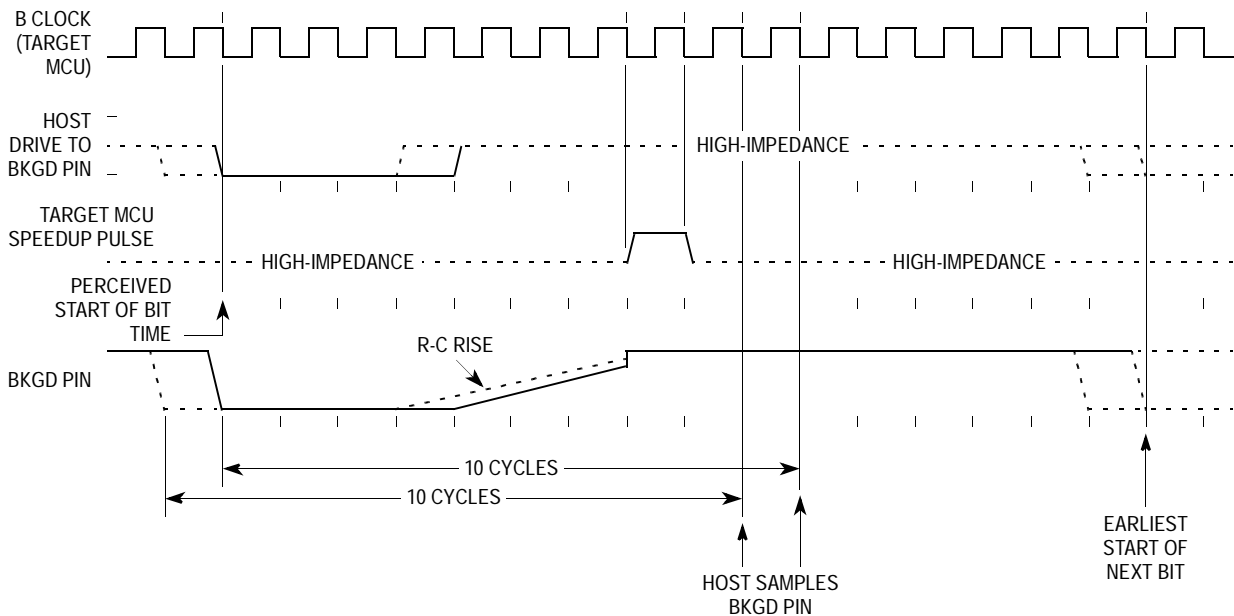 B CLOCK
(TARGET
MCU)
HOST
DRIVE TO
BKGD PIN
HIGH-IMPEDANCE
TARGET MCU
SPEEDUP PULSE
HIGH-IMPEDANCE
HIGH-IMPEDANCE
PERCEIVED
START OF BIT
TIME
R-C RISE
BKGD PIN
10 CYCLES
10 CYCLES
EARLIEST
START OF
NEXT BIT
HOST SAMPLES
BKGD PIN